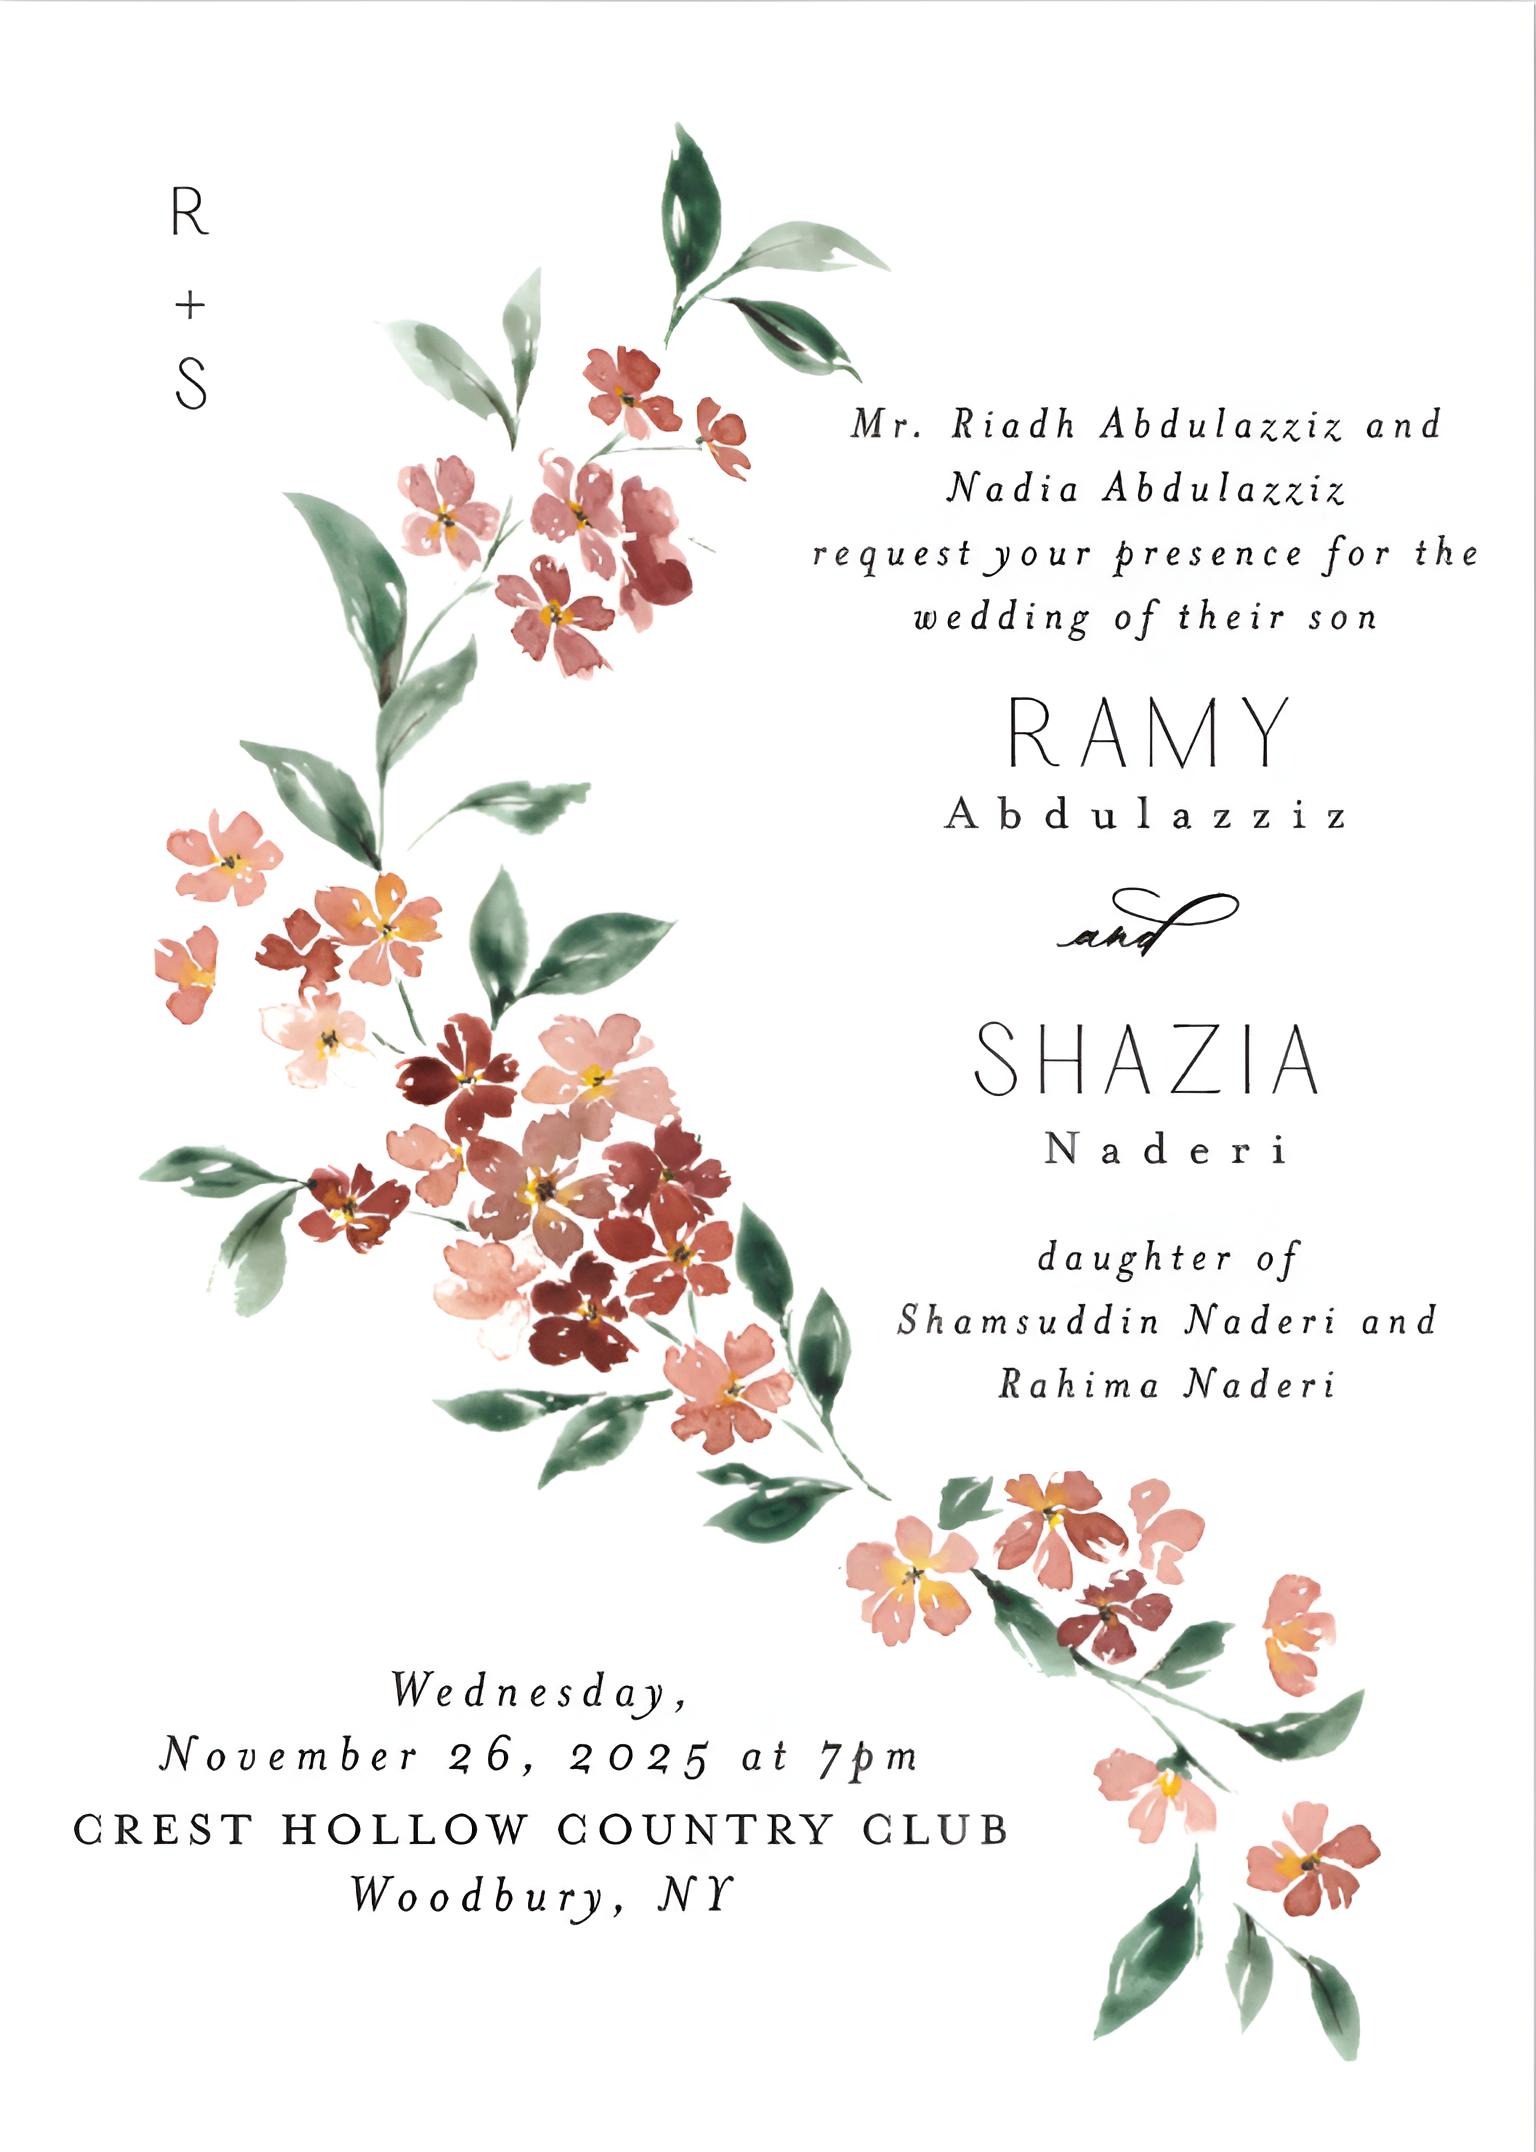 R
+
S
Mr. Riadh Abdulazziz and
Nadia Abdulazziz
request your presence for the
wedding of their son
RAMY
Abdulazziz
and
SHAZIA
Naderi
daughter of
Shamsuddin Naderi and
Rahima Naderi
Wednesday,
November 26, 2025 at 7pm
CREST HOLLOW COUNTRY CLUB
Woodbury, NY